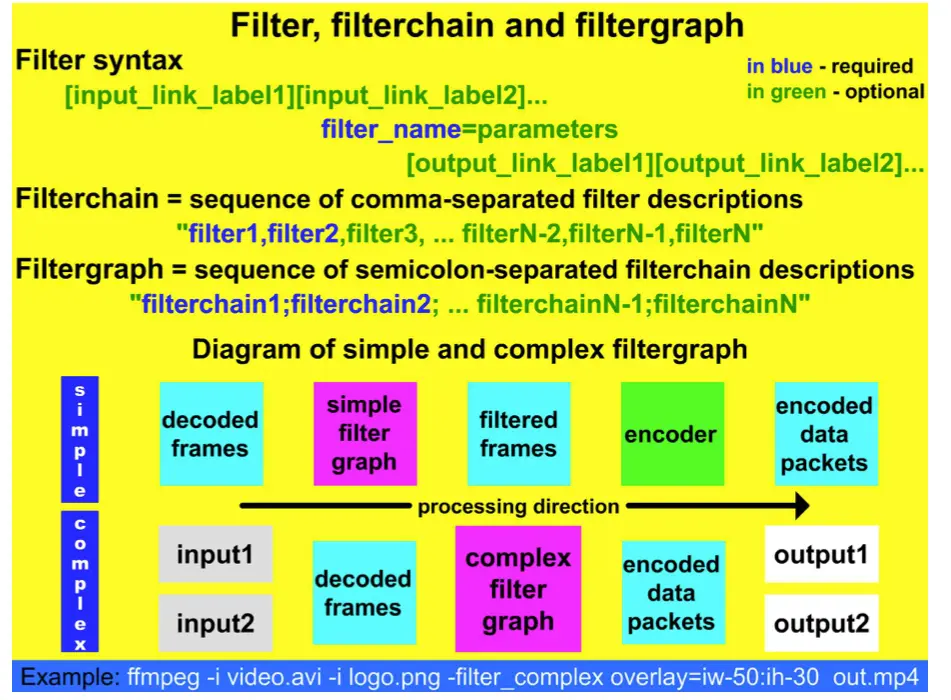 Filter, filterchain and filtergraph
Filter syntax
in blue - required
in green - optional
[input_link_label1][input_link_label2]...
filter_name=parameters
[output_link_label1][output_link_label2]...
Filterchain = sequence of comma-separated filter descriptions
"filter1,filter2,filter3, ... filterN-2,filterN-1,filterN"
Filtergraph = sequence of semicolon-separated filterchain descriptions
"filterchain1;filterchain2; ... filterchainN-1;filterchainN"
Diagram of simple and complex filtergraph
simple
decoded
frames
simple
filter
graph
filtered
frames
encoder
encoded
data
packets
processing direction
complex
input1
input2
decoded
frames
complex
filter
graph
encoded
data
packets
output1
output2
Example: ffmpeg -i video.avi -i logo.png -filter_complex overlay=iw-50:ih-30 out.mp4